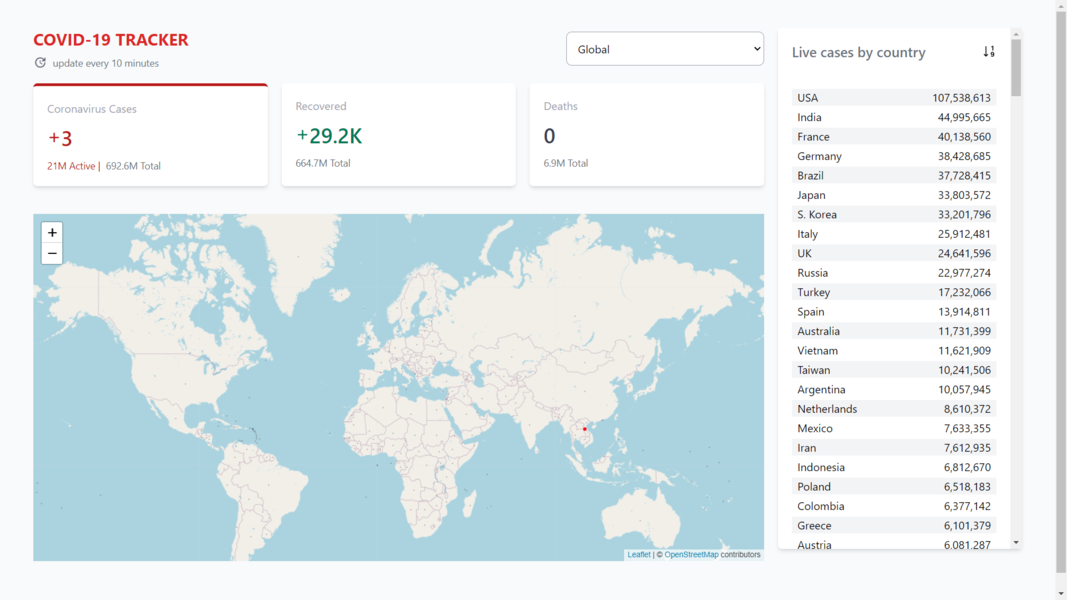 COVID-19 TRACKER
update every 10 minutes
Global
Coronavirus Cases
+3
21M Active | 692.6M Total
Recovered
+29.2K
664.7M Total
Deaths
0
6.9M Total
+
−
Leaflet | © OpenStreetMap contributors
Live cases by country
USA 107,538,613
India 44,995,665
France 40,138,560
Germany 38,428,685
Brazil 37,728,415
Japan 33,803,572
S. Korea 33,201,796
Italy 25,912,481
UK 24,641,596
Russia 22,977,274
Turkey 17,232,066
Spain 13,914,811
Australia 11,731,399
Vietnam 11,621,909
Taiwan 10,241,506
Argentina 10,057,945
Netherlands 8,610,372
Mexico 7,633,355
Iran 7,612,935
Indonesia 6,812,670
Poland 6,518,183
Colombia 6,377,142
Greece 6,101,379
Austria 6,081,287